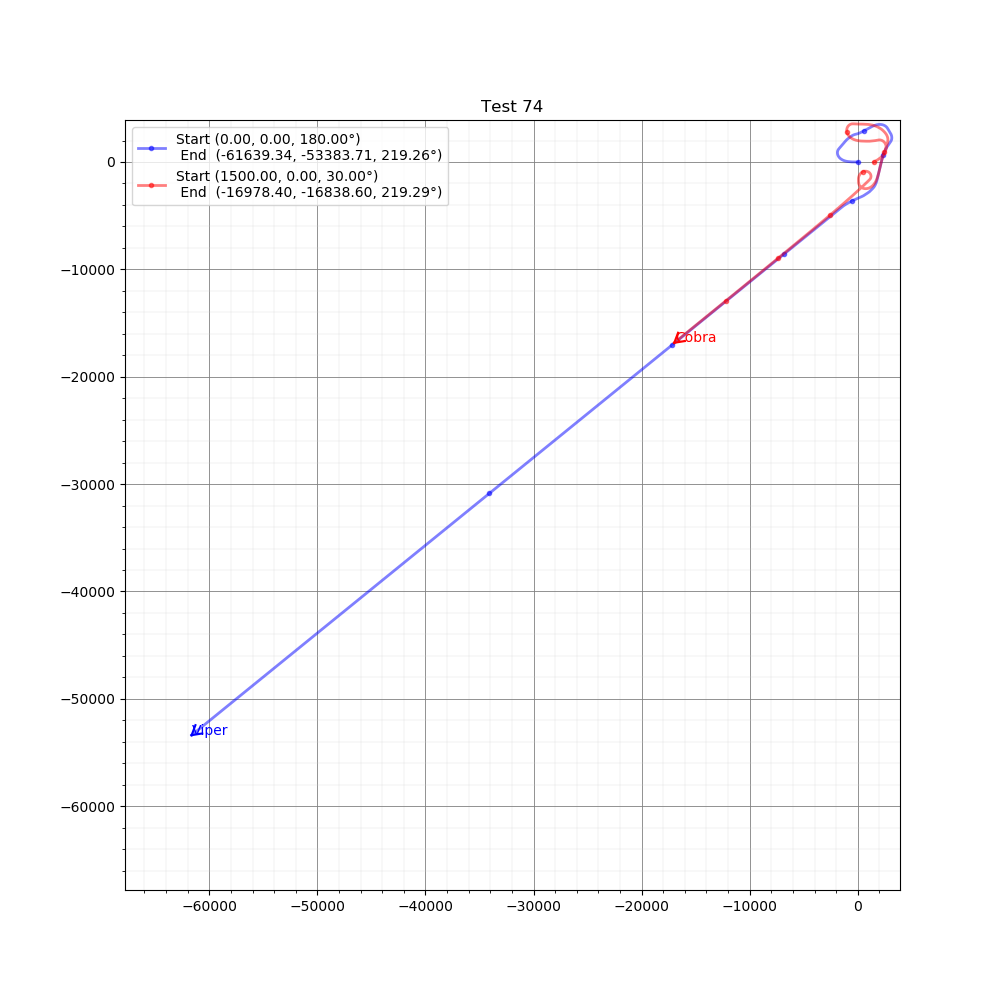 Test 74
Start (0.00, 0.00, 180.00°)
End (-61639.34, -53383.71, 219.26°)
Start (1500.00, 0.00, 30.00°)
End (-16978.40, -16838.60, 219.29°)
0
−10000
−20000
−30000
−40000
−50000
−60000
Cobra
Viper
−60000
−50000
−40000
−30000
−20000
−10000
0